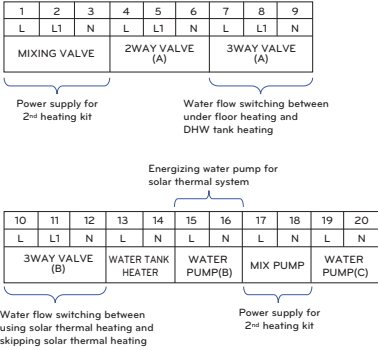 1 2 3 4 5 6 7 8 9
L L1 N L L1 N L L1 N
MIXING VALVE 2WAY VALVE (A) 3WAY VALVE (A)
Power supply for
2nd heating kit
Water flow switching between
under floor heating and
DHW tank heating
Energizing water pump for
solar thermal system
10 11 12 13 14 15 16 17 18 19 20
L L1 N L N L N L N L N
3WAY VALVE (B) WATER TANK HEATER WATER PUMP(B) MIX PUMP WATER PUMP(C)
Water flow switching between
using solar thermal heating and
skipping solar thermal heating
Power supply for
2nd heating kit